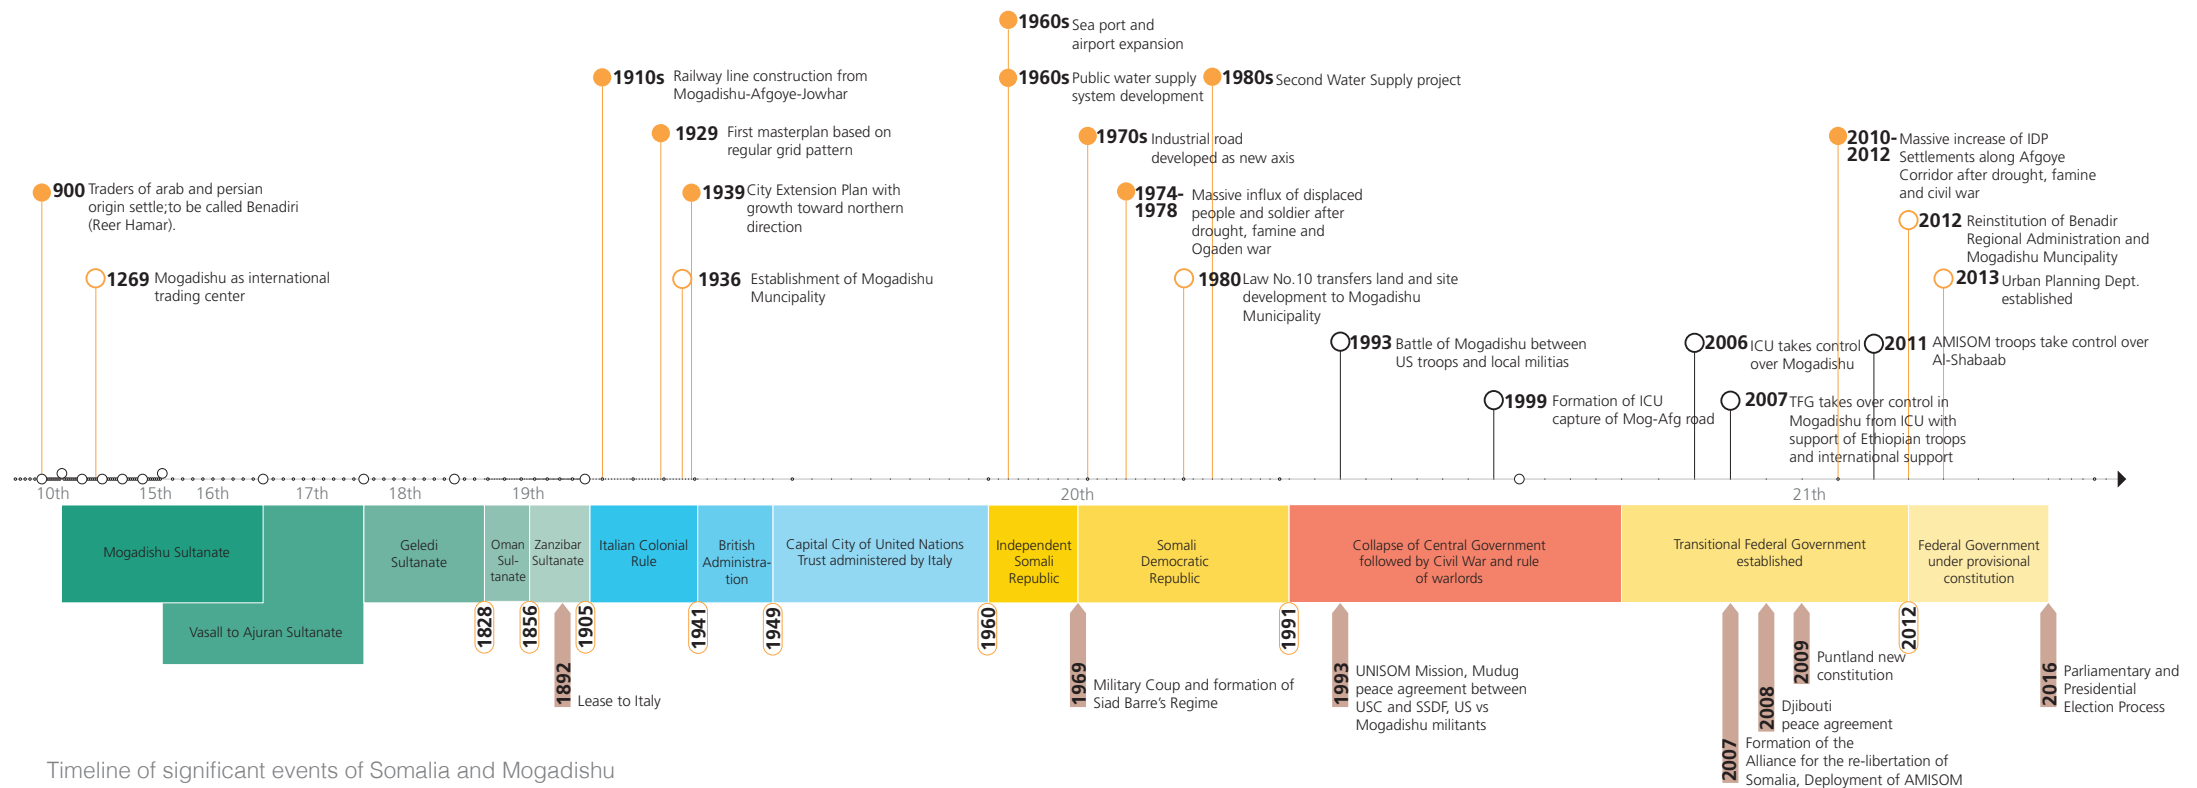 1960s Sea port and
airport expansion
1910s Railway line construction from
Mogadishu-Afgoye-Jowhar
1960s Public water supply
system development
1980s Second Water Supply project
1929 First masterplan based on
regular grid pattern
1970s Industrial road
developed as new axis
2010-
2012 Massive increase of IDP
Settlements along Afgoye
Corridor after drought, famine
and civil war
900 Traders of arab and persian
origin settle;to be called Benadiri
(Reer Hamar).
1939 City Extension Plan with
growth toward northern
direction
1974-
1978 Massive influx of displaced
people and soldier after
drought, famine and
Ogaden war
2012 Reinstitution of Benadir
Regional Administration and
Mogadishu Muncipality
1269 Mogadishu as international
trading center
1936 Establishment of Mogadishu
Muncipality
1980 Law No.10 transfers land and site
development to Mogadishu
Municipality
2013 Urban Planning Dept.
established
1993 Battle of Mogadishu between
US troops and local militias
2006 ICU takes control
over Mogadishu
2011 AMISOM troops take control over
Al-Shabaab
1999 Formation of ICU
capture of Mog-Afg road
2007 TFG takes over control in
Mogadishu from ICU with
support of Ethiopian troops
and international support
10th 15th 16th 17th 18th 19th 20th 21th
Mogadishu Sultanate
Vasall to Ajuran Sultanate
Geledi
Sultanate
Oman
Sul-
tanate
Zanzibar
Sultanate
Italian Colonial
Rule
British
Administra-
tion
Capital City of United Nations
Trust administered by Italy
Independent
Somali
Republic
Somali
Democratic
Republic
Collapse of Central Government
followed by Civil War and rule
of warlords
Transitional Federal Government
established
Federal Government
under provisional
constitution
1828
1856
1905
1941
1949
1960
1991
2012
1892 Lease to Italy
1969 Military Coup and formation of
Siad Barre's Regime
1993 UNISOM Mission, Mudug
peace agreement between
USC and SSDF, US vs
Mogadishu militants
2007 Formation of the
Alliance for the re-libertation of
Somalia, Deployment of AMISOM
2008 Djibouti
peace agreement
2009 Puntland new
constitution
2016 Parliamentary and
Presidential
Election Process
Timeline of significant events of Somalia and Mogadishu